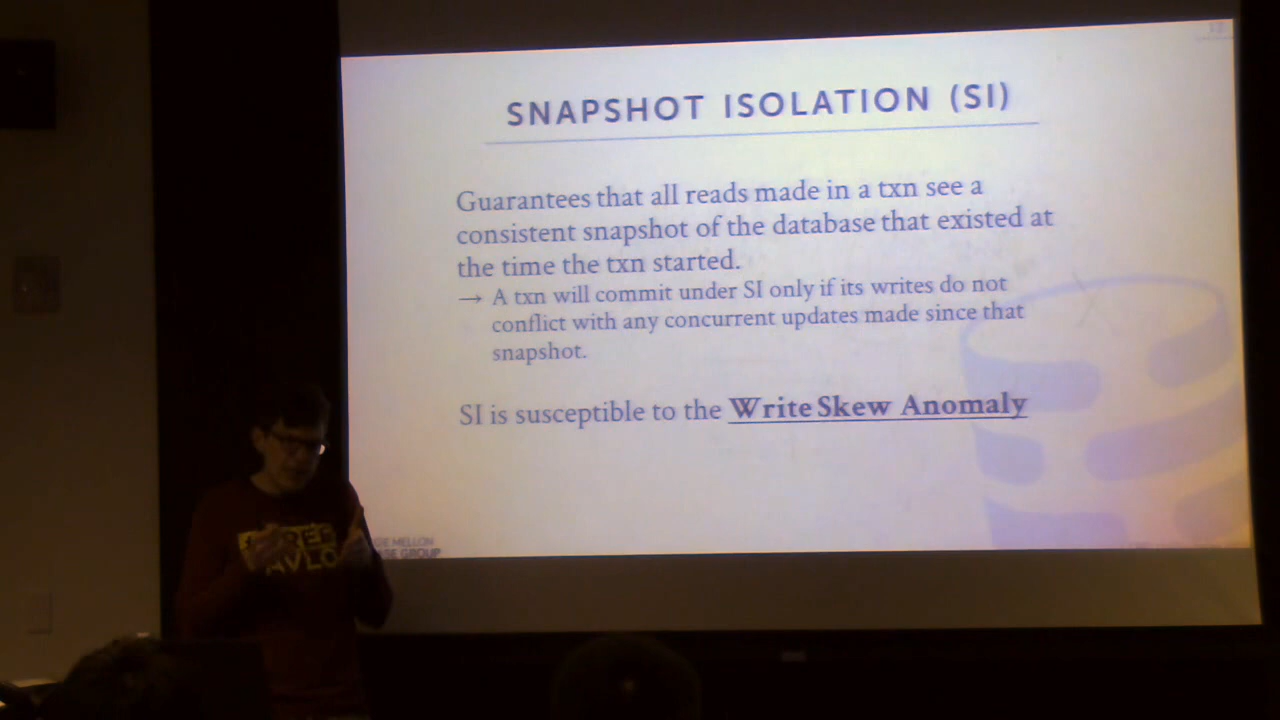 SNAPSHOT ISOLATION (SI)
Guarantees that all reads made in a txn see a
consistent snapshot of the database that existed at
the time the txn started.
→ A txn will commit under SI only if its writes do not
conflict with any concurrent updates made since that
snapshot.
SI is susceptible to the Write Skew Anomaly
MELLON
GROUP